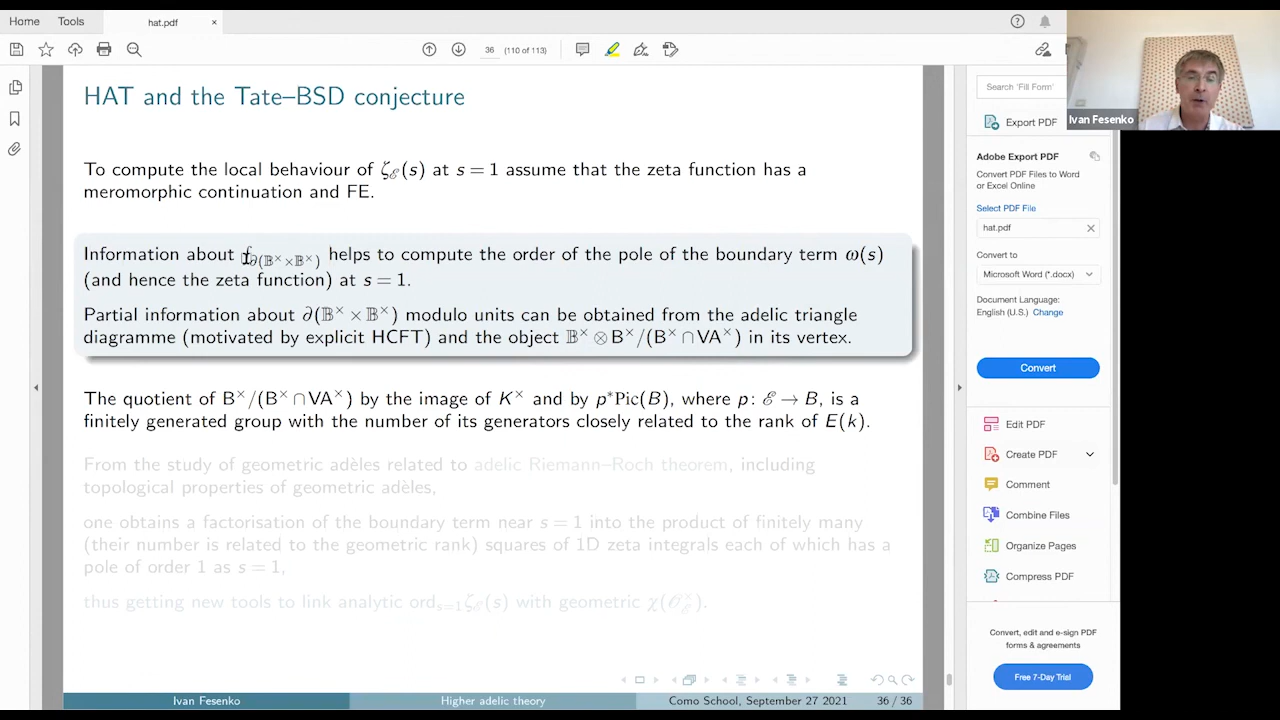 Home Tools hat.pdf ×
36 (110 of 113)
HAT and the Tate–BSD conjecture
To compute the local behaviour of ζ_ℰ(s) at s = 1 assume that the zeta function has a
meromorphic continuation and FE.
Information about ∫_∂(𝔹^× × 𝔹^×) helps to compute the order of the pole of the boundary term ω(s)
(and hence the zeta function) at s = 1.
Partial information about ∂(𝔹^× × 𝔹^×) modulo units can be obtained from the adelic triangle
diagramme (motivated by explicit HCFT) and the object 𝔹^× ⊗ B^×/(B^× ∩ VA^×) in its vertex.
The quotient of B^×/(B^× ∩ VA^×) by the image of K^× and by p*Pic(B), where p: ℰ → B, is a
finitely generated group with the number of its generators closely related to the rank of E(k).
From the study of geometric adèles related to adelic Riemann–Roch theorem, including
topological properties of geometric adèles,
one obtains a factorisation of the boundary term near s = 1 into the product of finitely many
(their number is related to the geometric rank) squares of 1D zeta integrals each of which has a
pole of order 1 as s = 1,
thus getting new tools to link analytic ord_{s=1}ζ_ℰ(s) with geometric χ(𝒪_ℰ^×).
Ivan Fesenko Higher adelic theory Como School, September 27 2021 36 / 36
Ivan Fesenko
Search 'Fill Form'
Export PDF
Adobe Export PDF
Convert PDF Files to Word
or Excel Online
Select PDF File
hat.pdf
Convert to
Microsoft Word (*.docx)
Document Language:
English (U.S.) Change
Convert
Edit PDF
Create PDF
Comment
Combine Files
Organize Pages
Compress PDF
Convert, edit and e-sign PDF
forms & agreements
Free 7-Day Trial